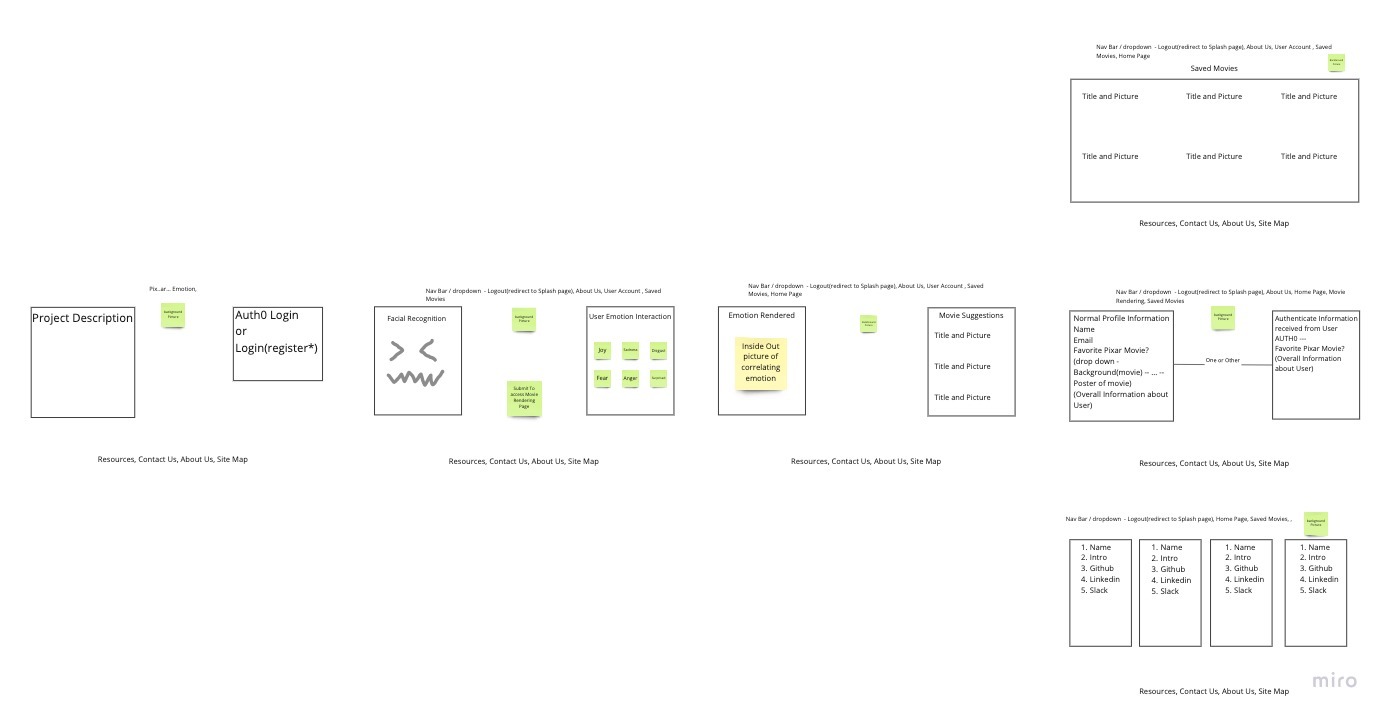 Nav Bar / dropdown - Logout(redirect to Splash page), About Us, User Account , Saved
Movies, Home Page
Saved Movies
Title and Picture
Title and Picture
Title and Picture
Title and Picture
Title and Picture
Title and Picture
Resources, Contact Us, About Us, Site Map
Pix..ar... Emotion,
Background
Picture
Project Description
Auth0 Login
or
Login(register*)
Resources, Contact Us, About Us, Site Map
Nav Bar / dropdown - Logout(redirect to Splash page), About Us, User Account , Saved
Movies
Facial Recognition
Background
Picture
Submit To
access Movie
Rendering
Page
User Emotion Interaction
Joy
Sadness
Disgust
Fear
Anger
Surprised
Resources, Contact Us, About Us, Site Map
Nav Bar / dropdown - Logout(redirect to Splash page), About Us, User Account , Saved
Movies, Home Page
Emotion Rendered
Inside Out
picture of
correlating
emotion
Movie Suggestions
Title and Picture
Title and Picture
Title and Picture
Resources, Contact Us, About Us, Site Map
Nav Bar / dropdown - Logout(redirect to Splash page), About Us, Home Page, Movie
Rendering, Saved Movies
Background
Picture
Normal Profile Information
Name
Email
Favorite Pixar Movie?
(drop down -
Background(movie) -- ... --
Poster of movie)
(Overall Information about
User)
One or Other
Authenticate Information
received from User
AUTH0 ---
Favorite Pixar Movie?
(Overall Information
about User)
Resources, Contact Us, About Us, Site Map
Nav Bar / dropdown - Logout(redirect to Splash page), Home Page, Saved Movies, .
Background
Picture
1. Name
2. Intro
3. Github
4. Linkedin
5. Slack
1. Name
2. Intro
3. Github
4. Linkedin
5. Slack
1. Name
2. Intro
3. Github
4. Linkedin
5. Slack
1. Name
2. Intro
3. Github
4. Linkedin
5. Slack
miro
Resources, Contact Us, About Us, Site Map